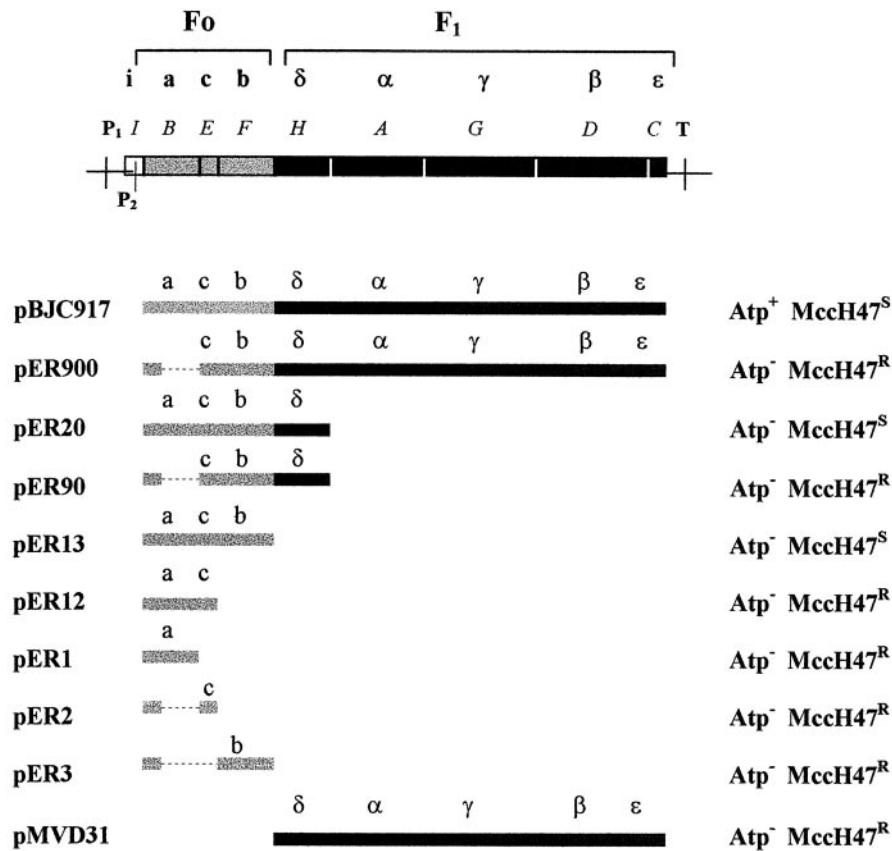 Fo F₁
i a c b δ α γ β ε
P₁ I B E F H A G D C T
P₂
a c b δ α γ β ε
pBJC917 Atp⁺ MccH47ˢ
c b δ α γ β ε
pER900 Atp⁻ MccH47ᴿ
a c b δ
pER20 Atp⁻ MccH47ˢ
c b δ
pER90 Atp⁻ MccH47ᴿ
a c b
pER13 Atp⁻ MccH47ˢ
a c
pER12 Atp⁻ MccH47ᴿ
a
pER1 Atp⁻ MccH47ᴿ
c
pER2 Atp⁻ MccH47ᴿ
b
pER3 Atp⁻ MccH47ᴿ
δ α γ β ε
pMVD31 Atp⁻ MccH47ᴿ